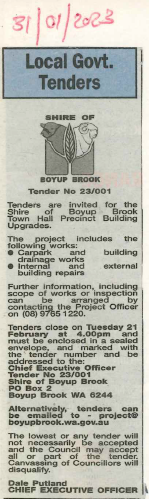 31/01/2023
Local Govt.
Tenders
SHIRE OF
BOYUP BROOK
Tender No 23/001
Tenders are invited for the
Shire of Boyup Brook
Town Hall Precinct Building
Upgrades.
The project includes the
following works:
● Carpark and building
drainage works
● Internal and external
building repairs
Further information, including
scope of works or inspection
can be arranged by
contacting the Project Officer
on (08) 9765 1220.
Tenders close on Tuesday 21
February at 4.00pm and
must be enclosed in a sealed
envelope, and marked with
the tender number and be
addressed to the:
Chief Executive Officer
Tender No 23/001
Shire of Boyup Brook
PO Box 2
Boyup Brook WA 6244
Alternatively, tenders can
be emailed to - project@
boyupbrook.wa.gov.au
The lowest or any tender will
not necessarily be accepted
and the Council may accept
all or part of the tender.
Canvassing of Councillors will
disqualify.
Dale Putland
CHIEF EXECUTIVE OFFICER